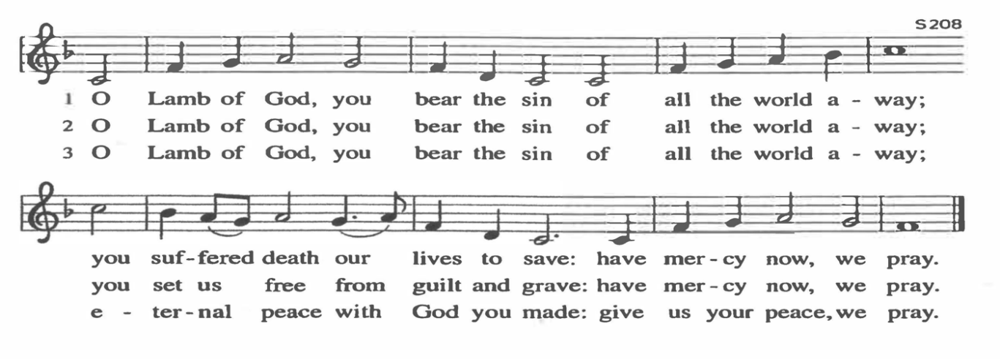 S 208
1 O Lamb of God, you bear the sin of all the world a - way;
2 O Lamb of God, you bear the sin of all the world a - way;
3 O Lamb of God, you bear the sin of all the world a - way;
you suf - fered death our lives to save: have mer - cy now, we pray.
you set us free from guilt and grave: have mer - cy now, we pray.
e - ter - nal peace with God you made: give us your peace, we pray.